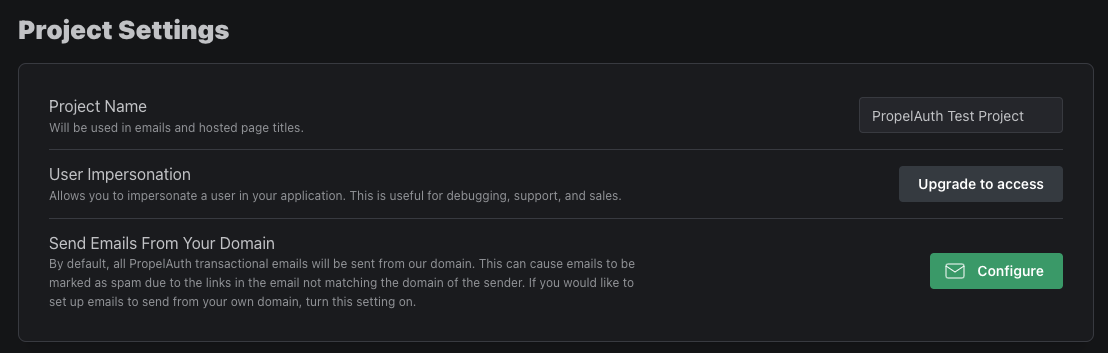 Project Settings
Project Name
Will be used in emails and hosted page titles.
PropelAuth Test Project
User Impersonation
Allows you to impersonate a user in your application. This is useful for debugging, support, and sales.
Upgrade to access
Send Emails From Your Domain
By default, all PropelAuth transactional emails will be sent from our domain. This can cause emails to be
marked as spam due to the links in the email not matching the domain of the sender. If you would like to
set up emails to send from your own domain, turn this setting on.
Configure